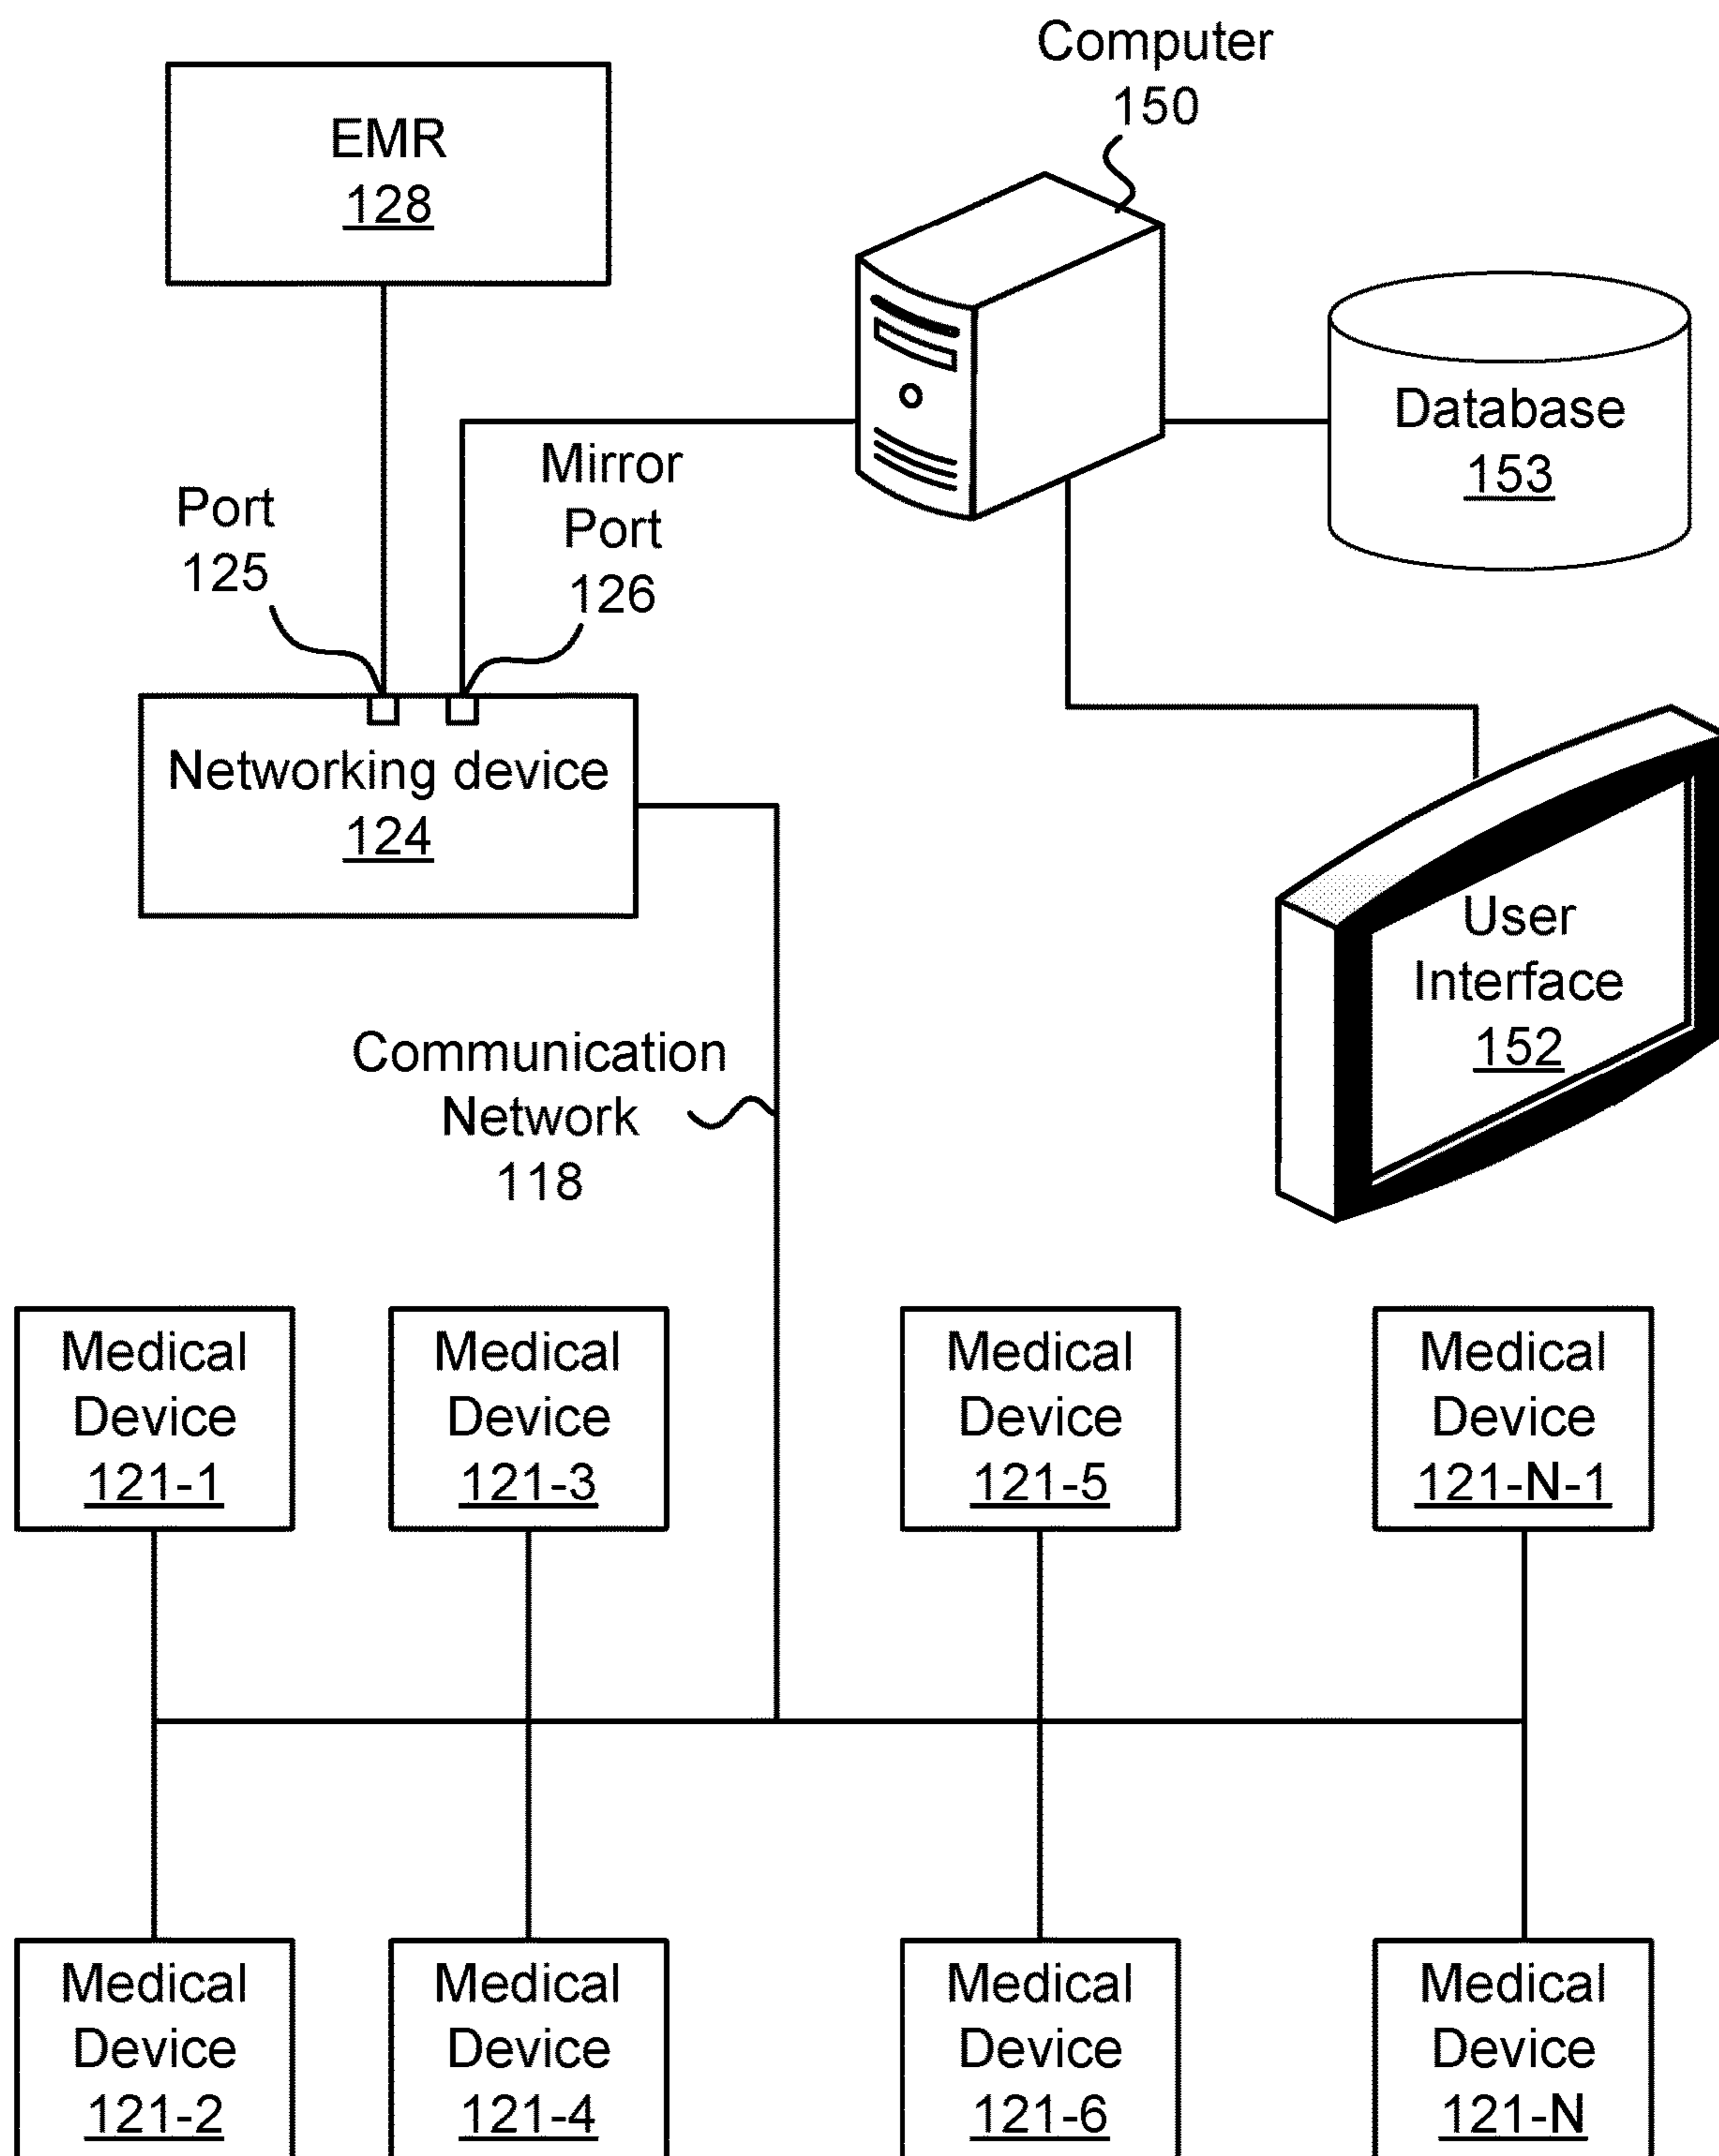 Computer
150
EMR
128
Database
153
Mirror
Port
126
Port
125
Networking device
124
User
Interface
152
Communication
Network
118
Medical
Device
121-1
Medical
Device
121-3
Medical
Device
121-5
Medical
Device
121-N-1
Medical
Device
121-2
Medical
Device
121-4
Medical
Device
121-6
Medical
Device
121-N